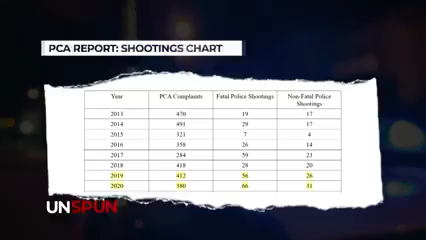 PCA REPORT: SHOOTINGS CHART
Year PCA Complaints Fatal Police Shootings Non-Fatal Police Shootings
2013 470 19 17
2014 491 29 17
2015 321 7 4
2016 358 26 14
2017 284 59 23
2018 418 28 20
2019 412 56 26
2020 380 66 31
UNSPUN